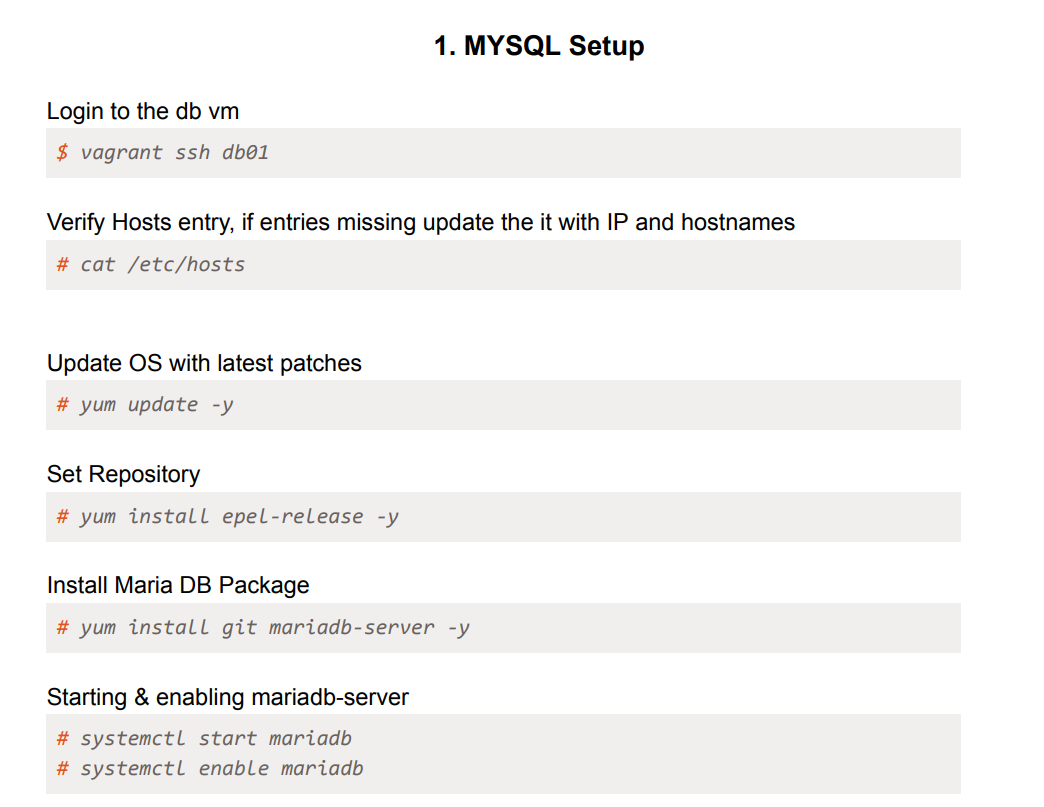 1. MYSQL Setup
Login to the db vm
$ vagrant ssh db01
Verify Hosts entry, if entries missing update the it with IP and hostnames
# cat /etc/hosts
Update OS with latest patches
# yum update -y
Set Repository
# yum install epel-release -y
Install Maria DB Package
# yum install git mariadb-server -y
Starting & enabling mariadb-server
# systemctl start mariadb
# systemctl enable mariadb